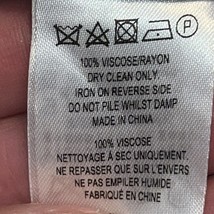 P
100% VISCOSE/RAYON
DRY CLEAN ONLY.
IRON ON REVERSE SIDE
DO NOT PILE WHILST DAMP
MADE IN CHINA
100% VISCOSE
NETTOYAGE À SEC UNIQUEMENT.
NE REPASSER QUE SUR L'ENVERS
NE PAS EMPILER HUMIDE
FABRIQUÉ EN CHINE